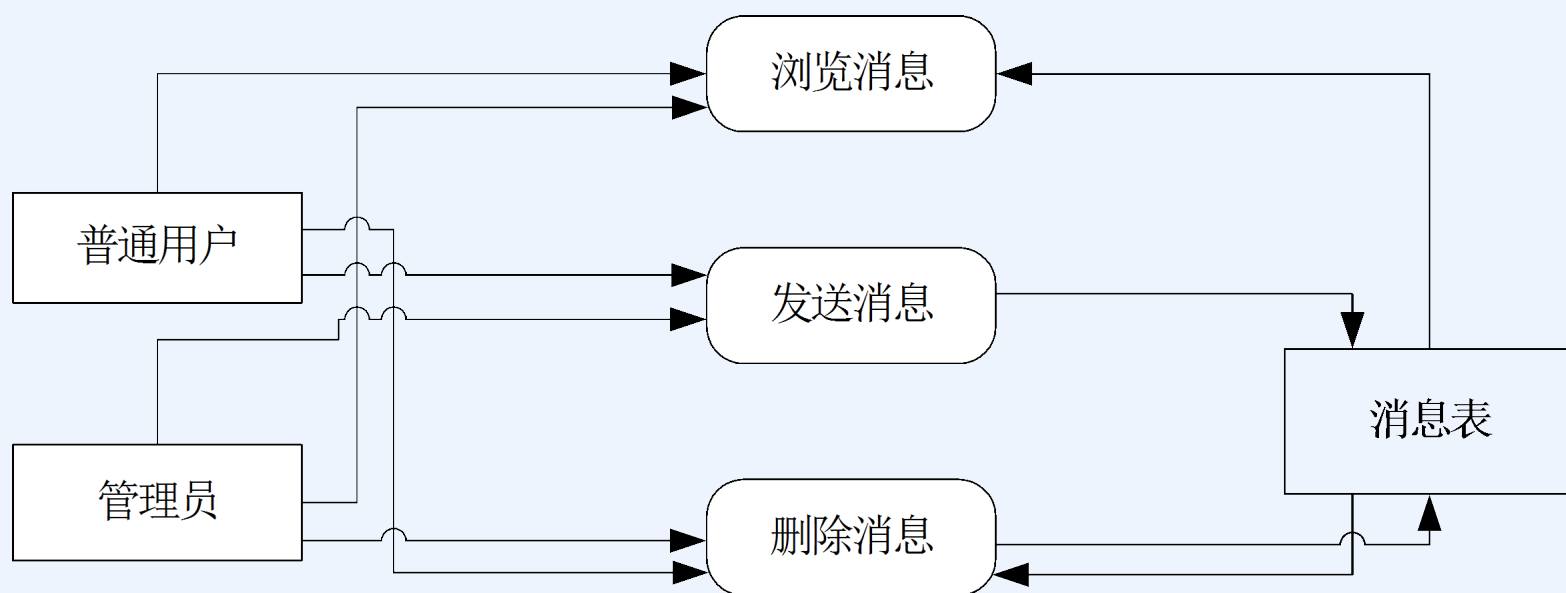 浏览消息
普通用户
发送消息
消息表
管理员
删除消息